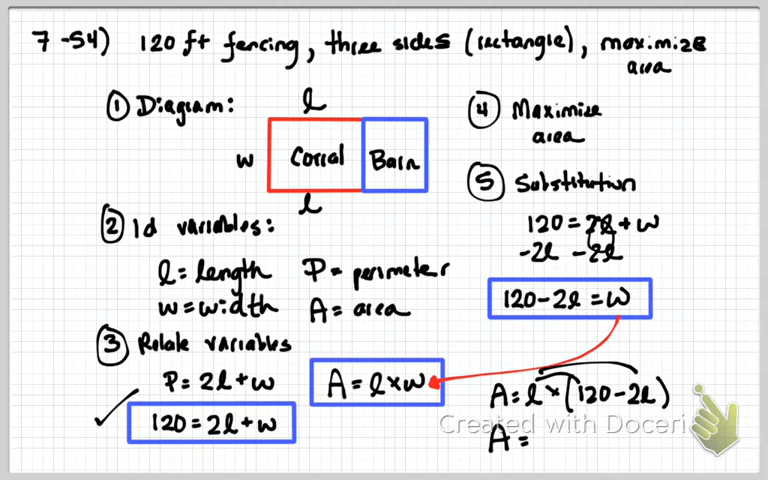 7-54) 120 ft fencing, three sides (rectangle), maximize
area
① Diagram:
l
w
Corral
Barn
l
② Id variables:
l = length
P = perimeter
w = width
A = area
③ Relate variables
P = 2l + w
120 = 2l + w
A = l × w
④ Maximize
area
⑤ Substitution
120 = 2l + w
-2l -2l
120 - 2l = w
A = l × (120 - 2l)
Created with Doceri
A =